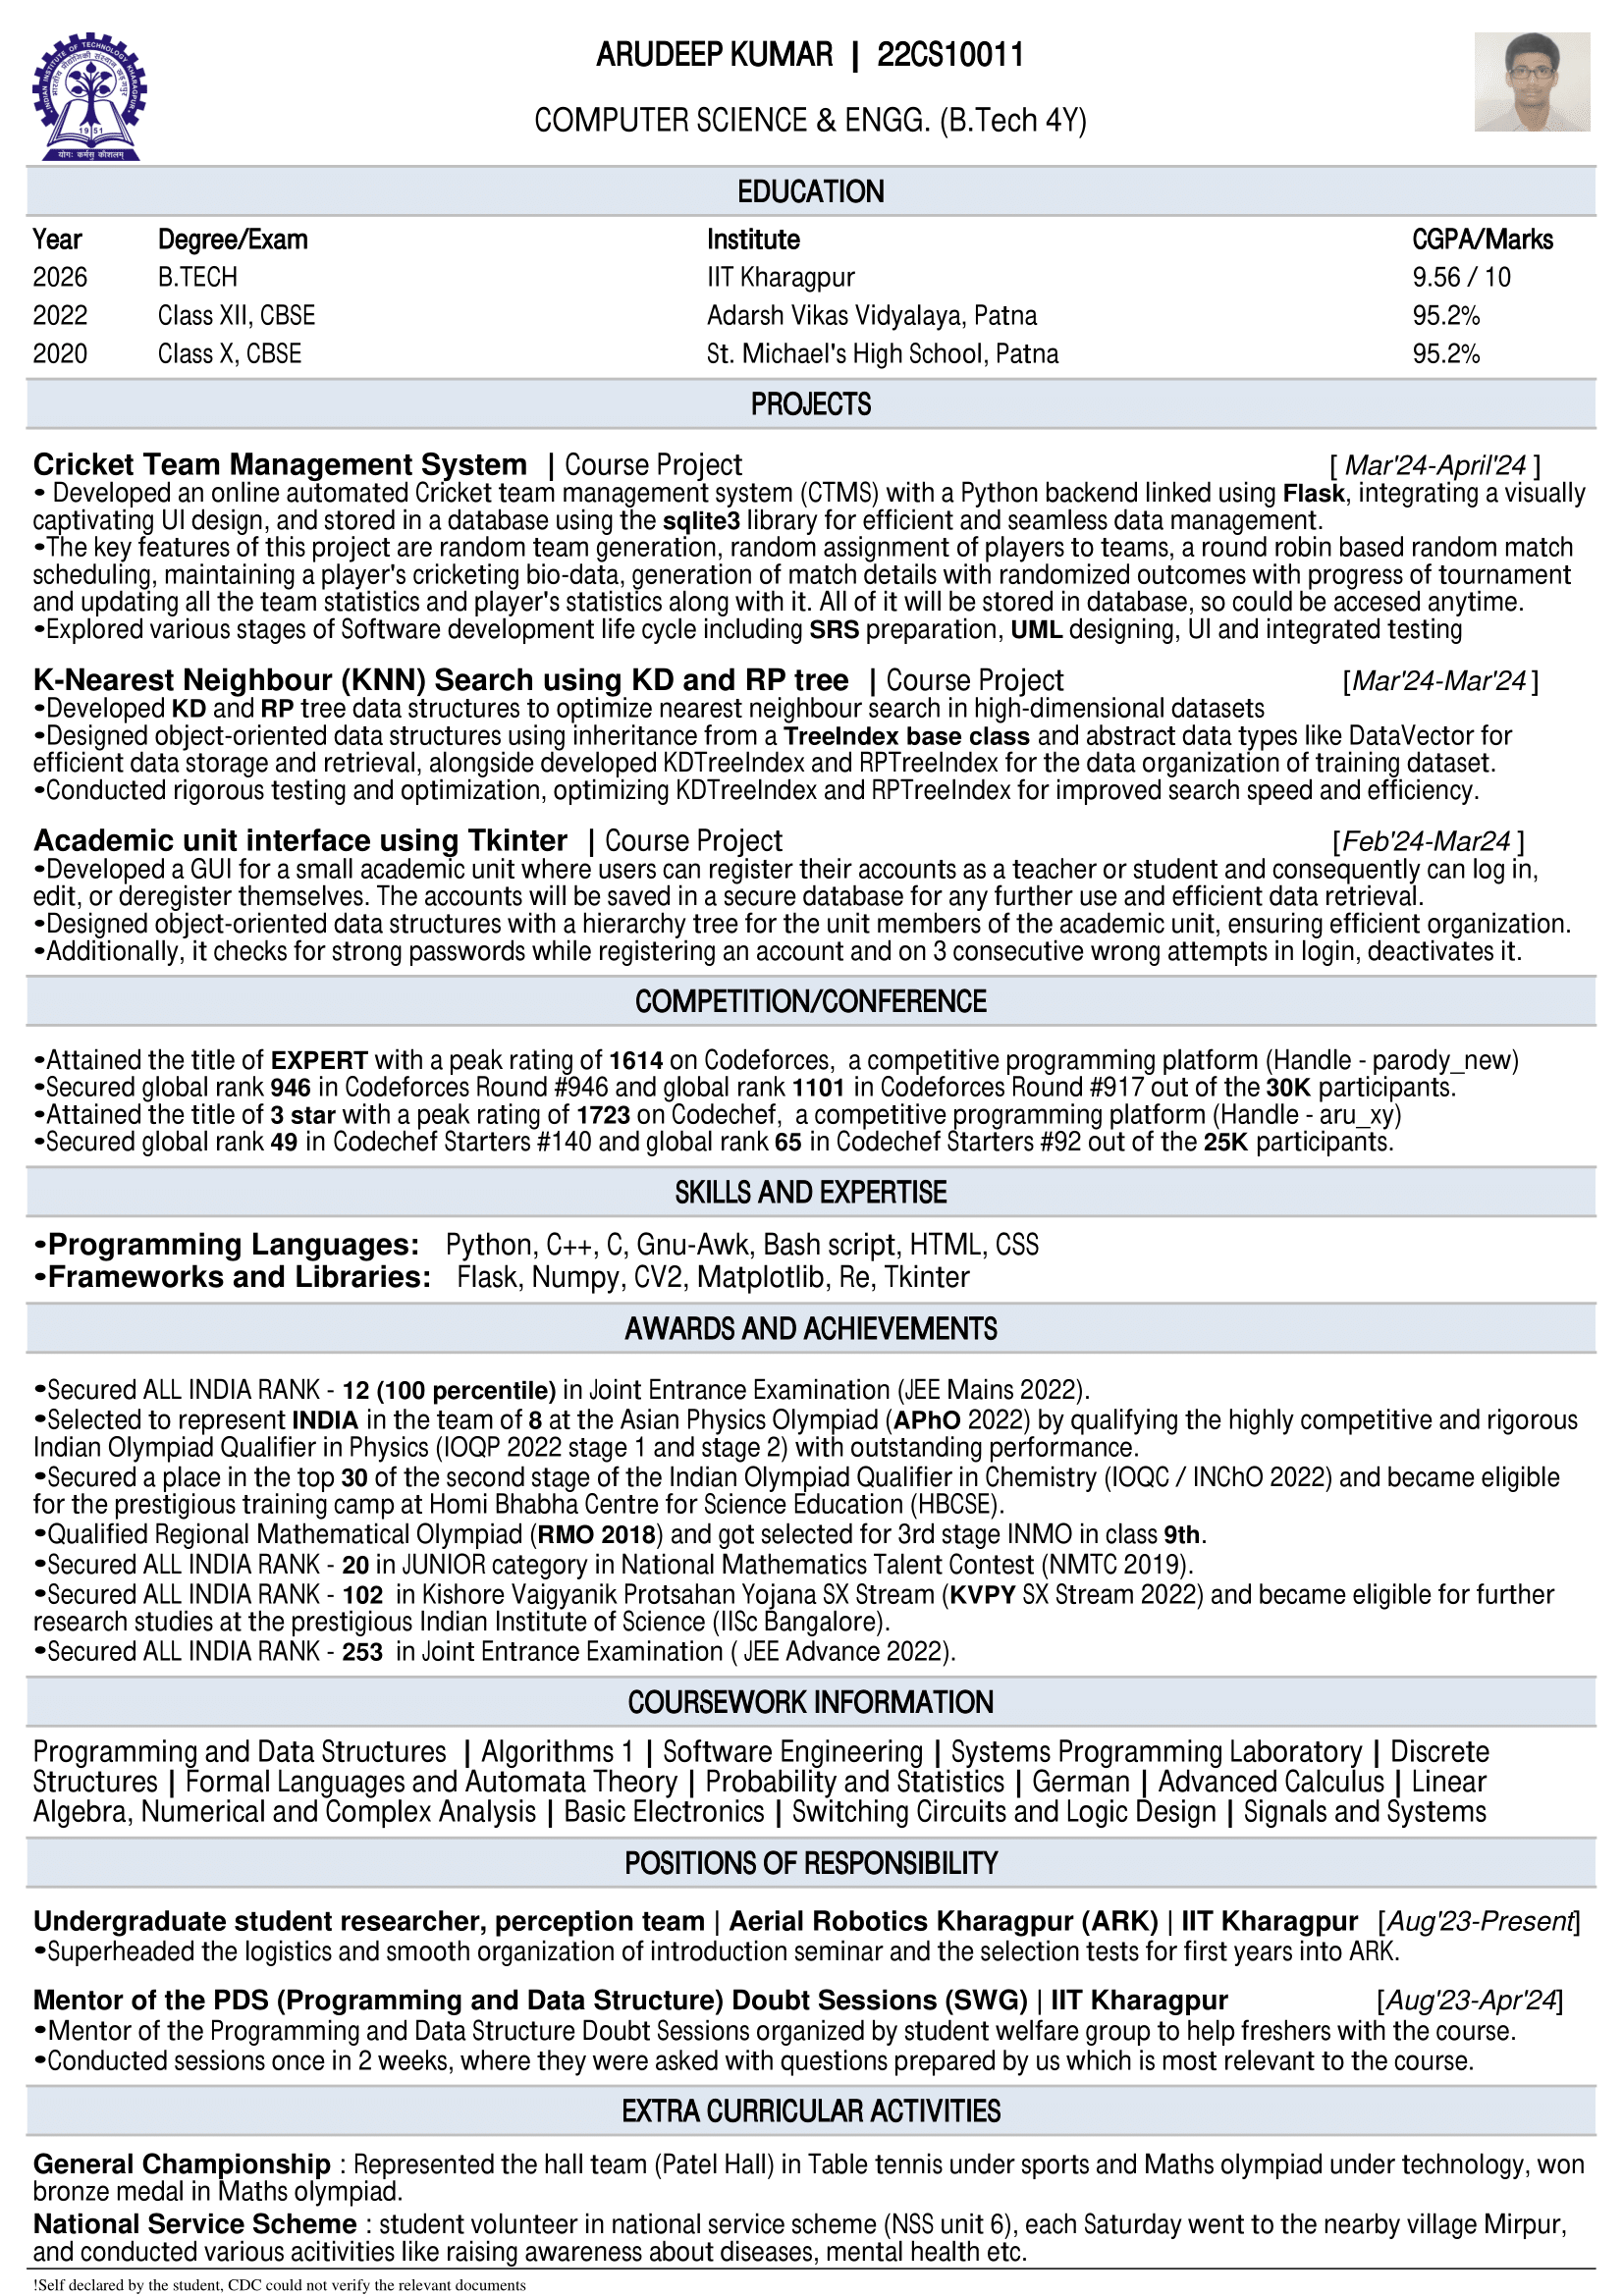 INDIAN INSTITUTE OF TECHNOLOGY KHARAGPUR
1951
योगः कर्मसु कौशलम्
ARUDEEP KUMAR | 22CS10011
COMPUTER SCIENCE & ENGG. (B.Tech 4Y)
EDUCATION
Year Degree/Exam Institute CGPA/Marks
2026 B.TECH IIT Kharagpur 9.56 / 10
2022 Class XII, CBSE Adarsh Vikas Vidyalaya, Patna 95.2%
2020 Class X, CBSE St. Michael's High School, Patna 95.2%
PROJECTS
Cricket Team Management System | Course Project [ Mar'24-April'24 ]
• Developed an online automated Cricket team management system (CTMS) with a Python backend linked using Flask, integrating a visually
captivating UI design, and stored in a database using the sqlite3 library for efficient and seamless data management.
•The key features of this project are random team generation, random assignment of players to teams, a round robin based random match
scheduling, maintaining a player's cricketing bio-data, generation of match details with randomized outcomes with progress of tournament
and updating all the team statistics and player's statistics along with it. All of it will be stored in database, so could be accesed anytime.
•Explored various stages of Software development life cycle including SRS preparation, UML designing, UI and integrated testing
K-Nearest Neighbour (KNN) Search using KD and RP tree | Course Project [Mar'24-Mar'24 ]
•Developed KD and RP tree data structures to optimize nearest neighbour search in high-dimensional datasets
•Designed object-oriented data structures using inheritance from a TreeIndex base class and abstract data types like DataVector for
efficient data storage and retrieval, alongside developed KDTreeIndex and RPTreeIndex for the data organization of training dataset.
•Conducted rigorous testing and optimization, optimizing KDTreeIndex and RPTreeIndex for improved search speed and efficiency.
Academic unit interface using Tkinter | Course Project [Feb'24-Mar24 ]
•Developed a GUI for a small academic unit where users can register their accounts as a teacher or student and consequently can log in,
edit, or deregister themselves. The accounts will be saved in a secure database for any further use and efficient data retrieval.
•Designed object-oriented data structures with a hierarchy tree for the unit members of the academic unit, ensuring efficient organization.
•Additionally, it checks for strong passwords while registering an account and on 3 consecutive wrong attempts in login, deactivates it.
COMPETITION/CONFERENCE
•Attained the title of EXPERT with a peak rating of 1614 on Codeforces, a competitive programming platform (Handle - parody_new)
•Secured global rank 946 in Codeforces Round #946 and global rank 1101 in Codeforces Round #917 out of the 30K participants.
•Attained the title of 3 star with a peak rating of 1723 on Codechef, a competitive programming platform (Handle - aru_xy)
•Secured global rank 49 in Codechef Starters #140 and global rank 65 in Codechef Starters #92 out of the 25K participants.
SKILLS AND EXPERTISE
•Programming Languages: Python, C++, C, Gnu-Awk, Bash script, HTML, CSS
•Frameworks and Libraries: Flask, Numpy, CV2, Matplotlib, Re, Tkinter
AWARDS AND ACHIEVEMENTS
•Secured ALL INDIA RANK - 12 (100 percentile) in Joint Entrance Examination (JEE Mains 2022).
•Selected to represent INDIA in the team of 8 at the Asian Physics Olympiad (APhO 2022) by qualifying the highly competitive and rigorous
Indian Olympiad Qualifier in Physics (IOQP 2022 stage 1 and stage 2) with outstanding performance.
•Secured a place in the top 30 of the second stage of the Indian Olympiad Qualifier in Chemistry (IOQC / INChO 2022) and became eligible
for the prestigious training camp at Homi Bhabha Centre for Science Education (HBCSE).
•Qualified Regional Mathematical Olympiad (RMO 2018) and got selected for 3rd stage INMO in class 9th.
•Secured ALL INDIA RANK - 20 in JUNIOR category in National Mathematics Talent Contest (NMTC 2019).
•Secured ALL INDIA RANK - 102 in Kishore Vaigyanik Protsahan Yojana SX Stream (KVPY SX Stream 2022) and became eligible for further
research studies at the prestigious Indian Institute of Science (IISc Bangalore).
•Secured ALL INDIA RANK - 253 in Joint Entrance Examination ( JEE Advance 2022).
COURSEWORK INFORMATION
Programming and Data Structures | Algorithms 1 | Software Engineering | Systems Programming Laboratory | Discrete
Structures | Formal Languages and Automata Theory | Probability and Statistics | German | Advanced Calculus | Linear
Algebra, Numerical and Complex Analysis | Basic Electronics | Switching Circuits and Logic Design | Signals and Systems
POSITIONS OF RESPONSIBILITY
Undergraduate student researcher, perception team | Aerial Robotics Kharagpur (ARK) | IIT Kharagpur [Aug'23-Present]
•Superheaded the logistics and smooth organization of introduction seminar and the selection tests for first years into ARK.
Mentor of the PDS (Programming and Data Structure) Doubt Sessions (SWG) | IIT Kharagpur [Aug'23-Apr'24]
•Mentor of the Programming and Data Structure Doubt Sessions organized by student welfare group to help freshers with the course.
•Conducted sessions once in 2 weeks, where they were asked with questions prepared by us which is most relevant to the course.
EXTRA CURRICULAR ACTIVITIES
General Championship : Represented the hall team (Patel Hall) in Table tennis under sports and Maths olympiad under technology, won
bronze medal in Maths olympiad.
National Service Scheme : student volunteer in national service scheme (NSS unit 6), each Saturday went to the nearby village Mirpur,
and conducted various acitivities like raising awareness about diseases, mental health etc.
!Self declared by the student, CDC could not verify the relevant documents